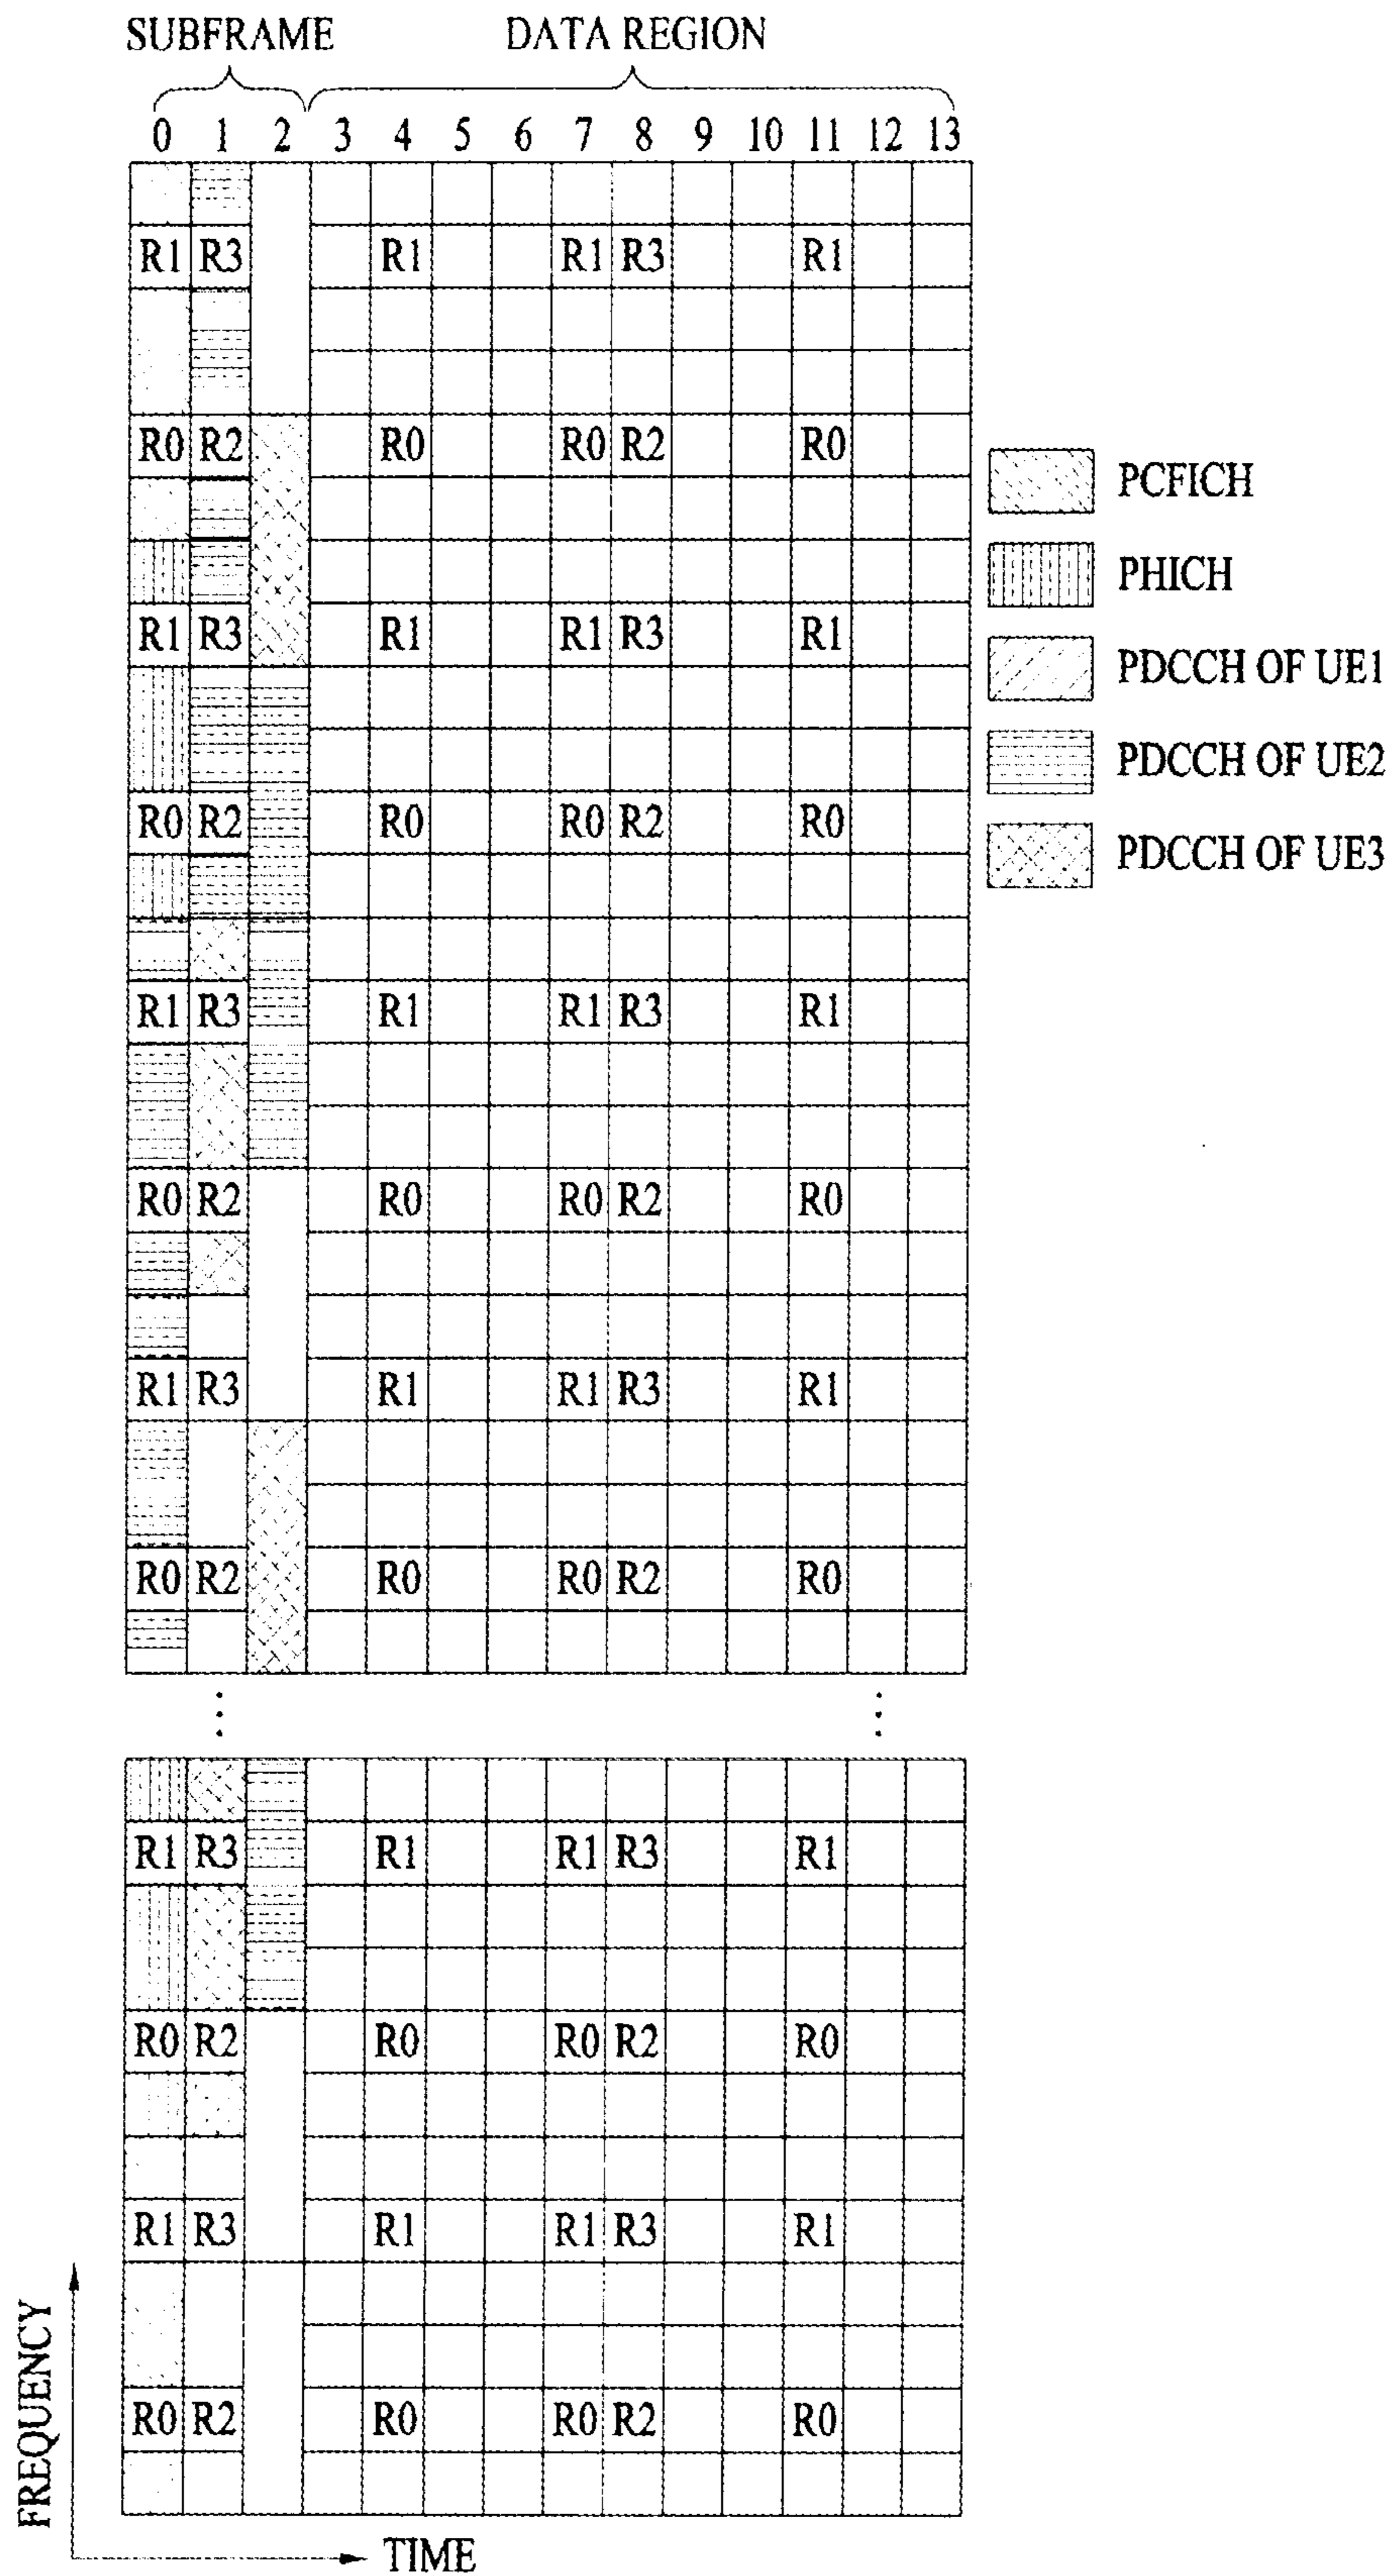 SUBFRAME DATA REGION
0 1 2 3 4 5 6 7 8 9 10 11 12 13
R1 R3 R1 R1 R3 R1
R0 R2 R0 R0 R2 R0
PCFICH
PHICH
R1 R3 R1 R1 R3 R1
PDCCH OF UE1
PDCCH OF UE2
R0 R2 R0 R0 R2 R0
PDCCH OF UE3
R1 R3 R1 R1 R3 R1
R0 R2 R0 R0 R2 R0
R1 R3 R1 R1 R3 R1
R0 R2 R0 R0 R2 R0
R1 R3 R1 R1 R3 R1
R0 R2 R0 R0 R2 R0
R1 R3 R1 R1 R3 R1
R0 R2 R0 R0 R2 R0
FREQUENCY
TIME